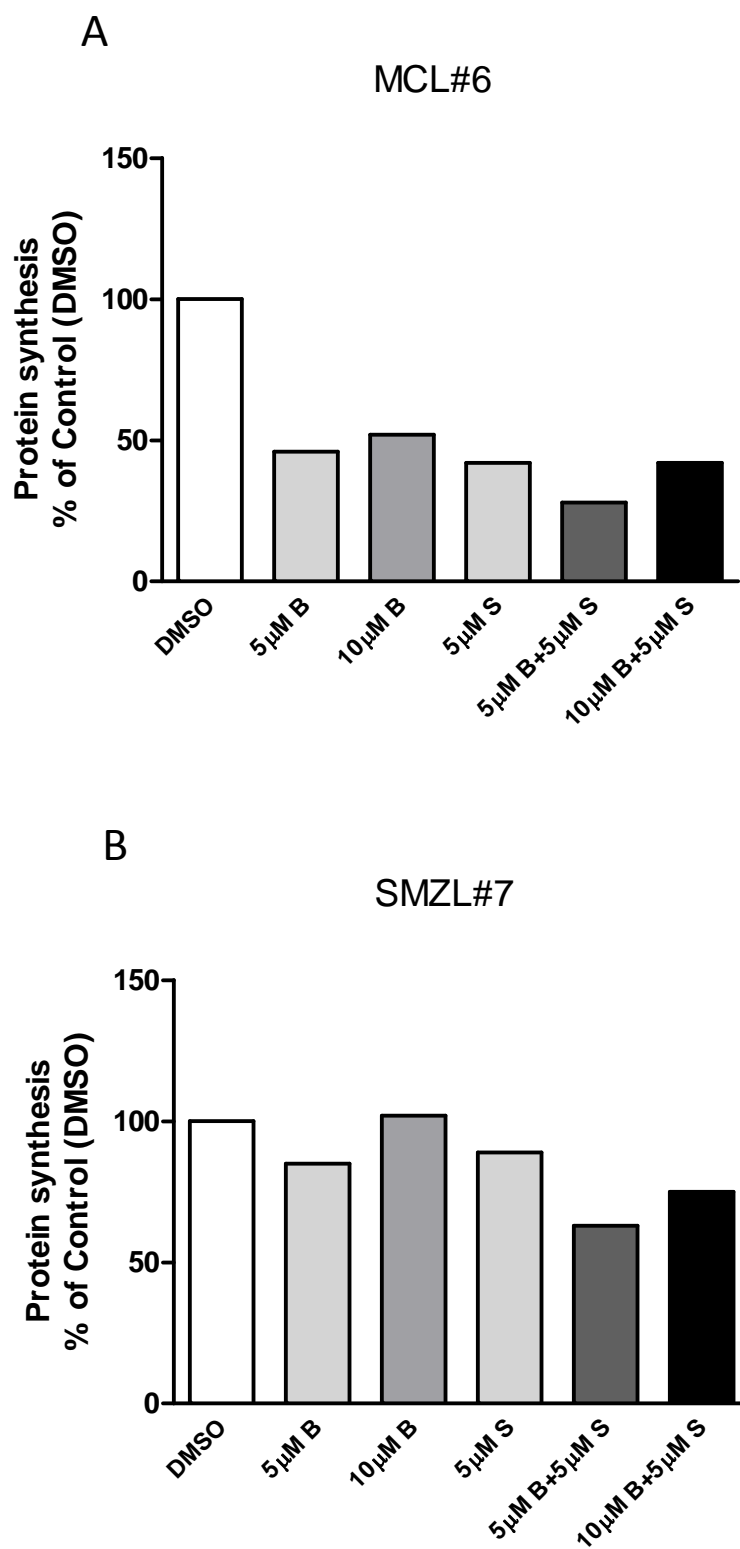 A
MCL#6
150
100
50
0
Protein synthesis
% of Control (DMSO)
DMSO
5μM B
10μM B
5μM S
5μM B+5μM S
10μM B+5μM S
B
SMZL#7
150
100
50
0
Protein synthesis
% of Control (DMSO)
DMSO
5μM B
10μM B
5μM S
5μM B+5μM S
10μM B+5μM S